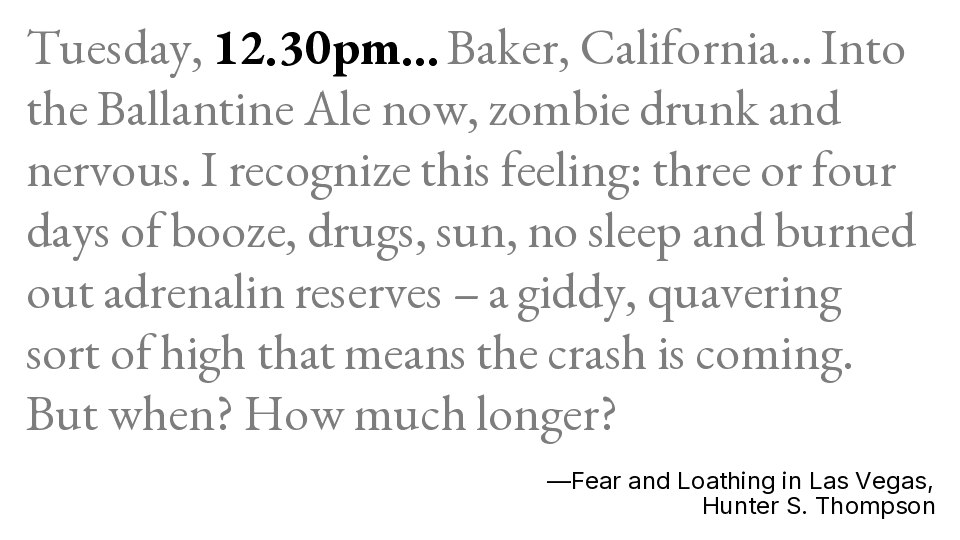 Tuesday, 12.30pm... Baker, California... Into
the Ballantine Ale now, zombie drunk and
nervous. I recognize this feeling: three or four
days of booze, drugs, sun, no sleep and burned
out adrenalin reserves – a giddy, quavering
sort of high that means the crash is coming.
But when? How much longer?
—Fear and Loathing in Las Vegas,
Hunter S. Thompson